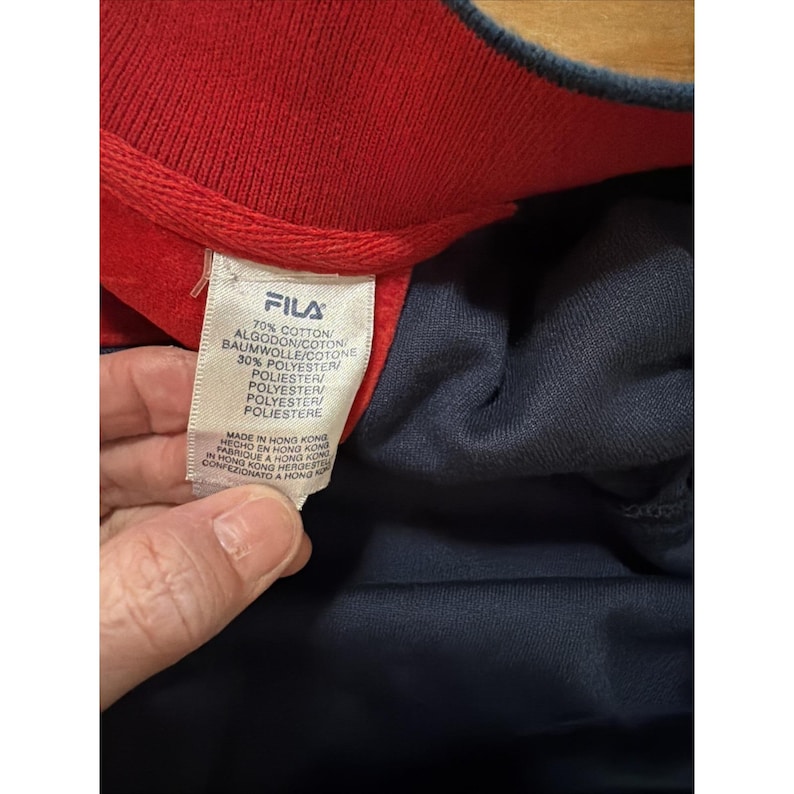 FILA®
70% COTTON/
ALGODON/COTON/
BAUMWOLLE/COTONE
30% POLYESTER/
POLIESTER/
POLYESTER/
POLYESTER/
POLIESTERE
MADE IN HONG KONG.
HECHO EN HONG KONG.
FABRIQUE A HONG KONG.
IN HONG KONG HERGESTELLT
CONFEZIONATO A HONG KONG.